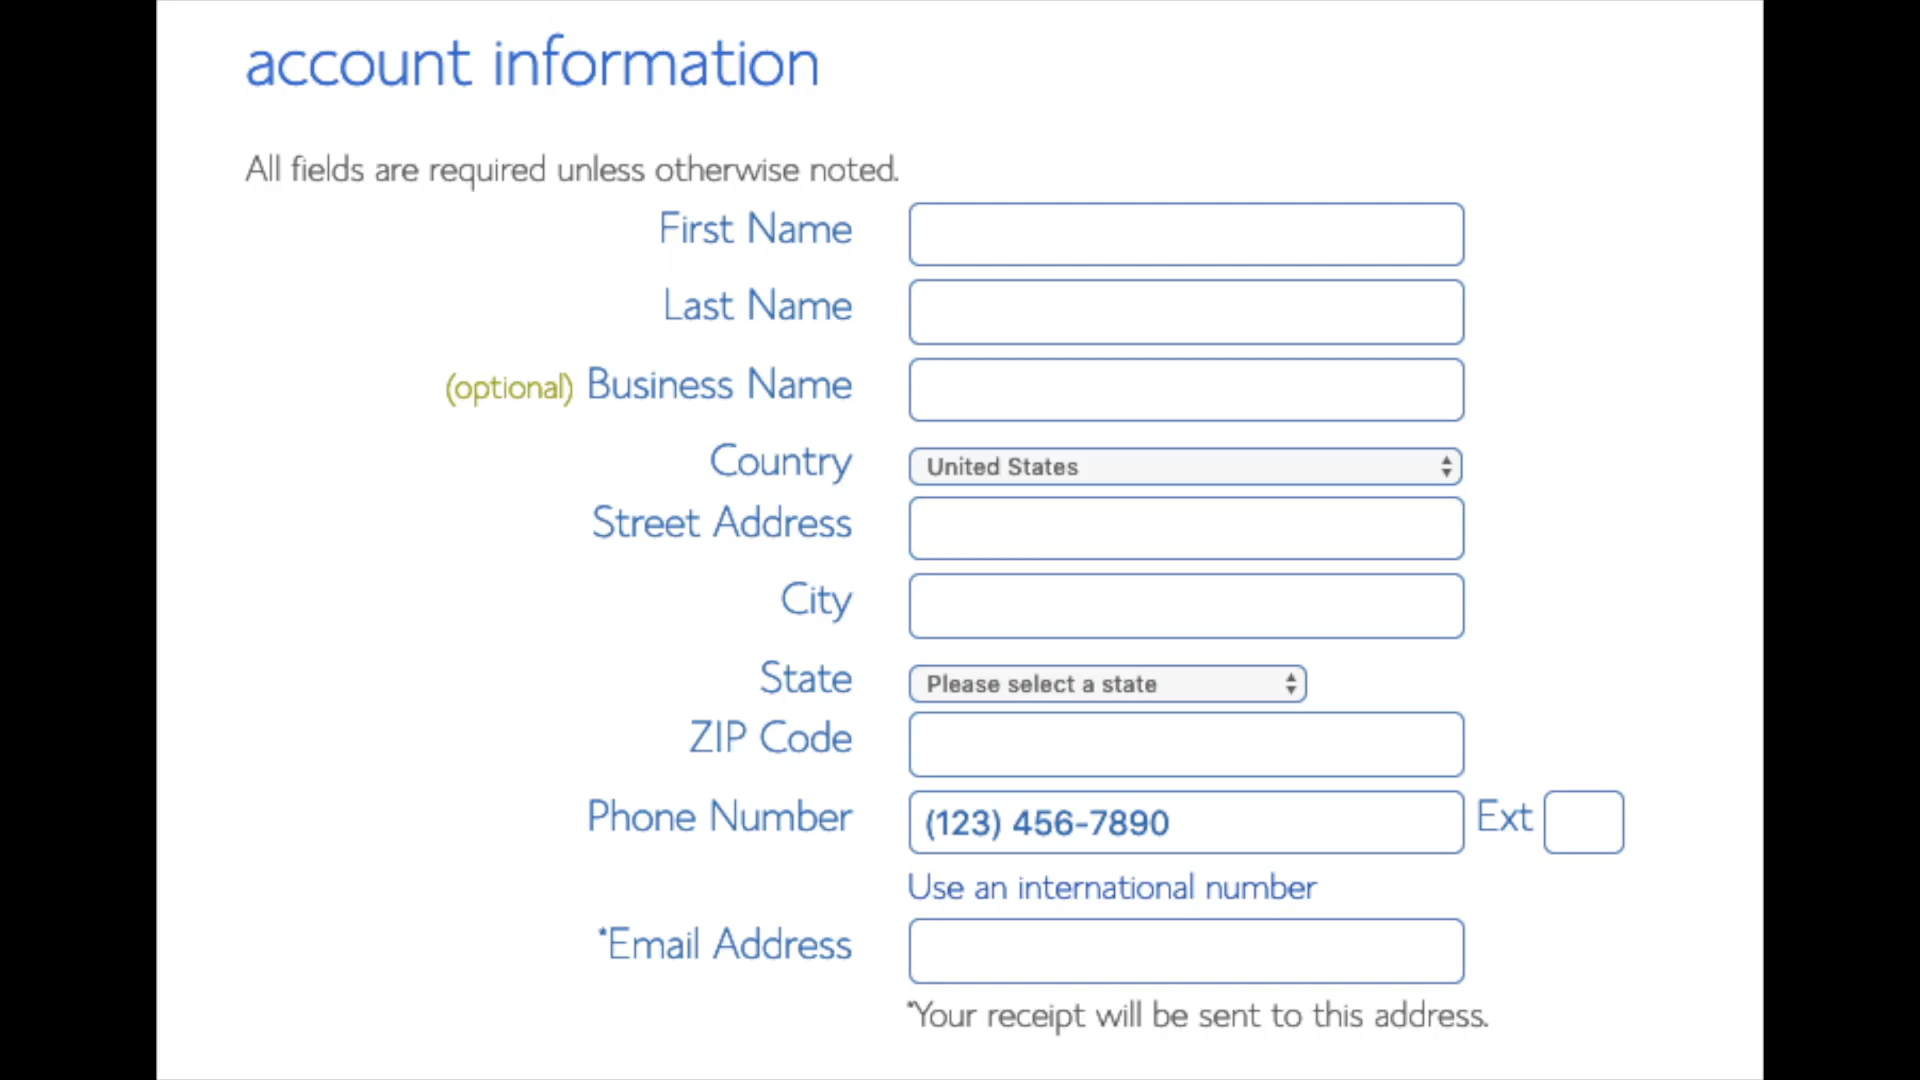 account information
All fields are required unless otherwise noted.
First Name
Last Name
(optional) Business Name
Country United States
Street Address
City
State Please select a state
ZIP Code
Phone Number (123) 456-7890 Ext
Use an international number
*Email Address
*Your receipt will be sent to this address.